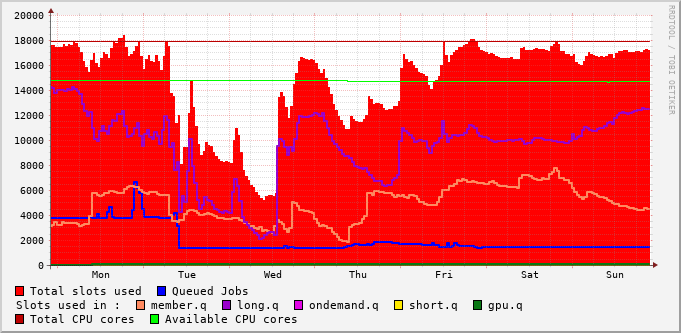 20000
18000
16000
14000
12000
10000
8000
6000
4000
2000
0
Mon Tue Wed Thu Fri Sat Sun
RRDTOOL / TOBI OETIKER
Total slots used Queued Jobs
Slots used in : member.q long.q ondemand.q short.q gpu.q
Total CPU cores Available CPU cores